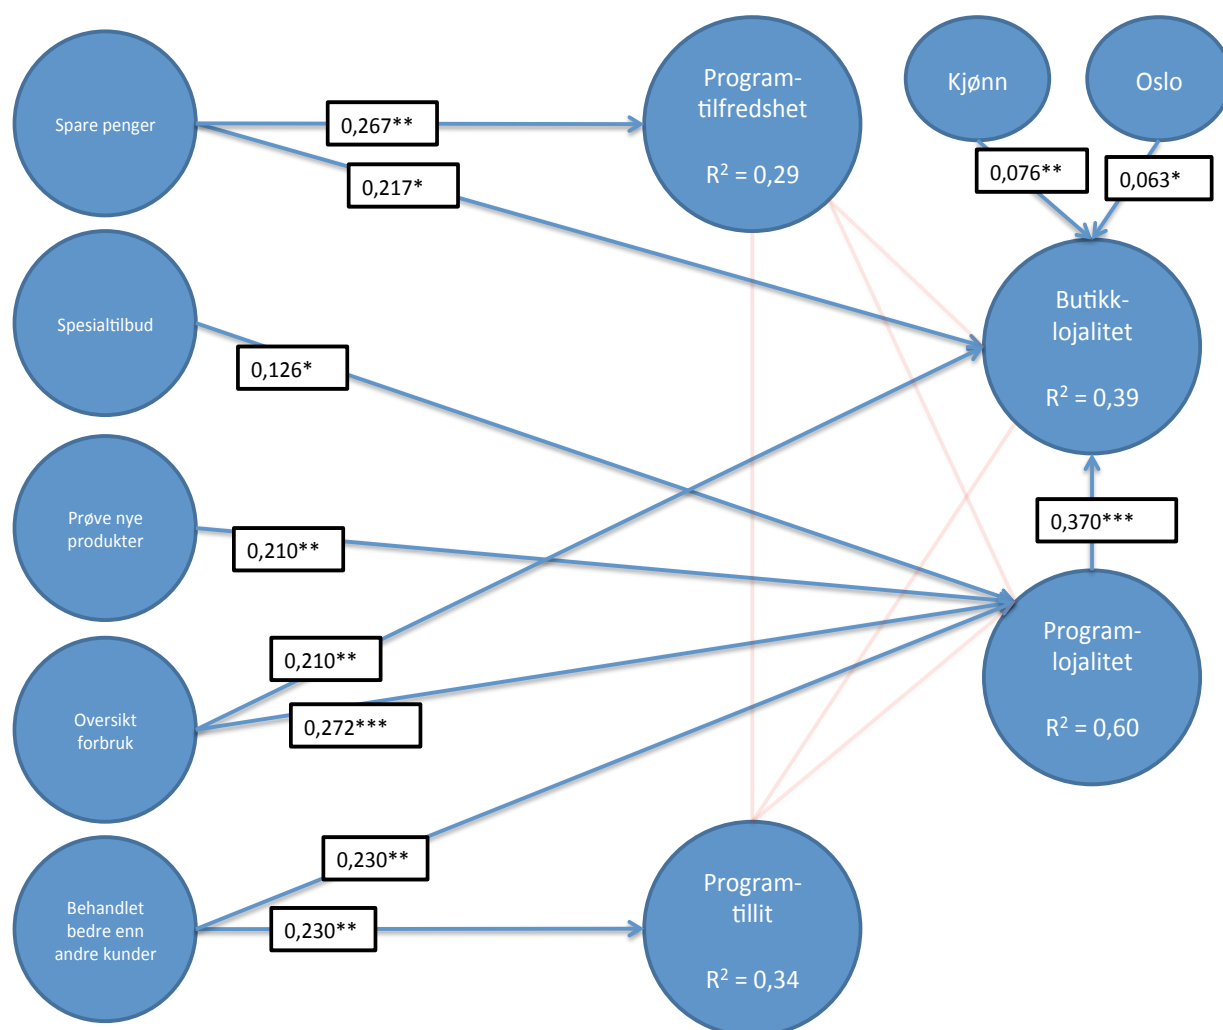 Spare penger
0,267**
0,217*
Program-
tilfredshet
R² = 0,29
Kjønn
Oslo
0,076**
0,063*
Spesialtilbud
0,126*
Butikk-
lojalitet
R² = 0,39
Prøve nye
produkter
0,210**
0,370***
Oversikt
forbruk
0,210**
0,272***
Program-
lojalitet
R² = 0,60
Behandlet
bedre enn
andre kunder
0,230**
0,230**
Program-
tillit
R² = 0,34